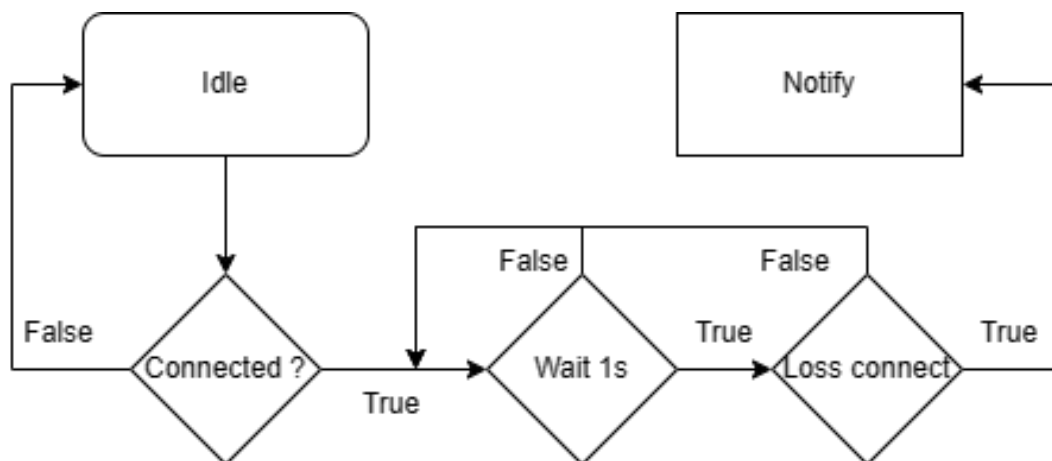 Idle
Notify
False
False
False
True
True
Connected ?
Wait 1s
Loss connect
True